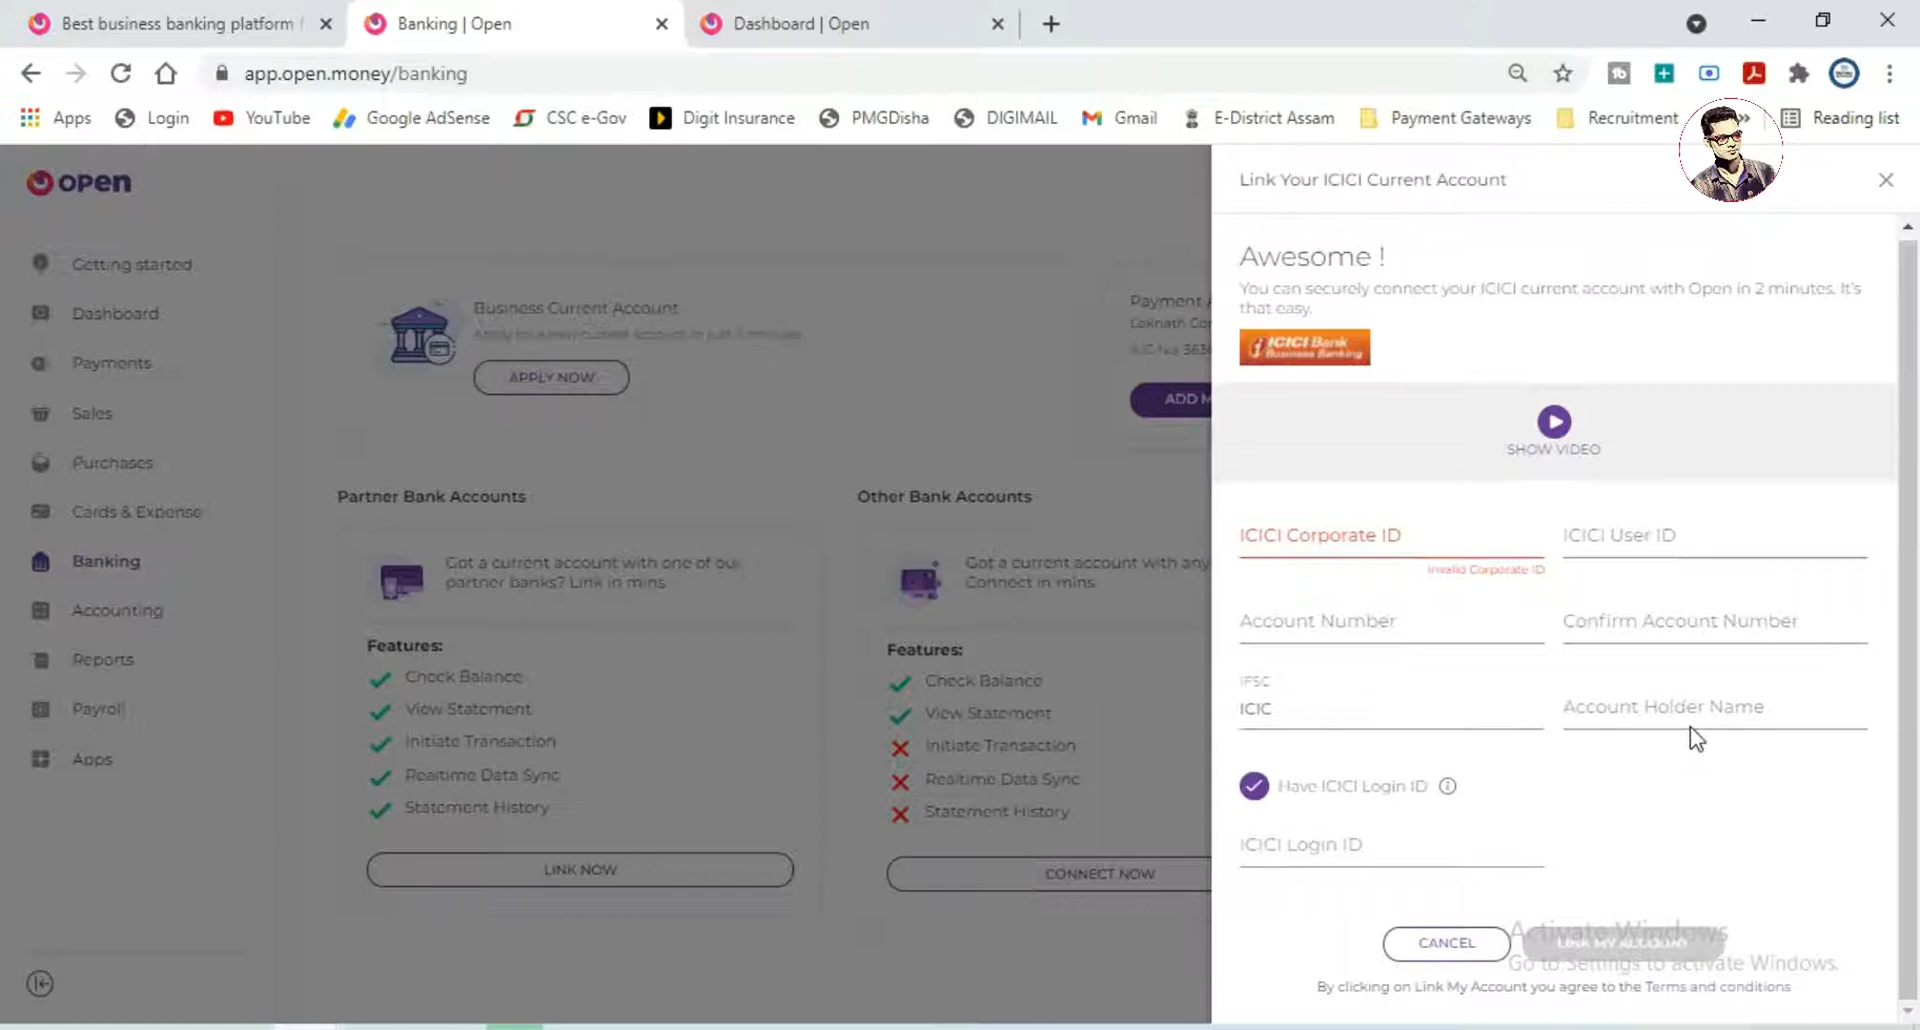 Best business banking platform
Banking | Open
Dashboard | Open
app.open.money/banking
Apps
Login
YouTube
Google AdSense
CSC e-Gov
Digit Insurance
PMGDisha
DIGIMAIL
Gmail
E-District Assam
Payment Gateways
Recruitment
»
Reading list
OPEN
Getting started
Dashboard
Payments
Sales
Purchases
Cards & Expense
Banking
Accounting
Reports
Payroll
Apps
Business Current Account
APPLY NOW
Payment
ADD M
Partner Bank Accounts
Got a current account with one of our
partner banks? Link in mins
Features:
Check Balance
View Statement
Initiate Transaction
Realtime Data Sync
Statement History
LINK NOW
Other Bank Accounts
Got a current account with any
Connect in mins
Features:
Check Balance
View Statement
Initiate Transaction
Realtime Data Sync
Statement History
CONNECT NOW
Link Your ICICI Current Account
Awesome !
You can securely connect your ICICI current account with Open in 2 minutes. It's
that easy.
ICICI Bank
Business Banking
SHOW VIDEO
ICICI Corporate ID
Invalid Corporate ID
ICICI User ID
Account Number
Confirm Account Number
IFSC
ICIC
Account Holder Name
Have ICICI Login ID
ICICI Login ID
CANCEL
LINK MY ACCOUNT
Activate Windows
Go to Settings to activate Windows.
By clicking on Link My Account you agree to the Terms and conditions